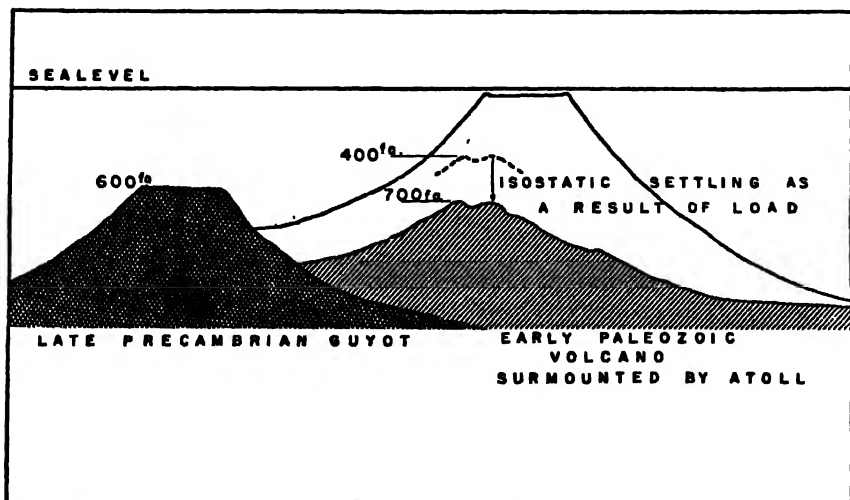 SEALEVEL
400fa.
600fa
700fa
ISOSTATIC SETTLING AS
A RESULT OF LOAD
LATE PRECAMBRIAN GUYOT
EARLY PALEOZOIC
VOLCANO
SURMOUNTED BY ATOLL